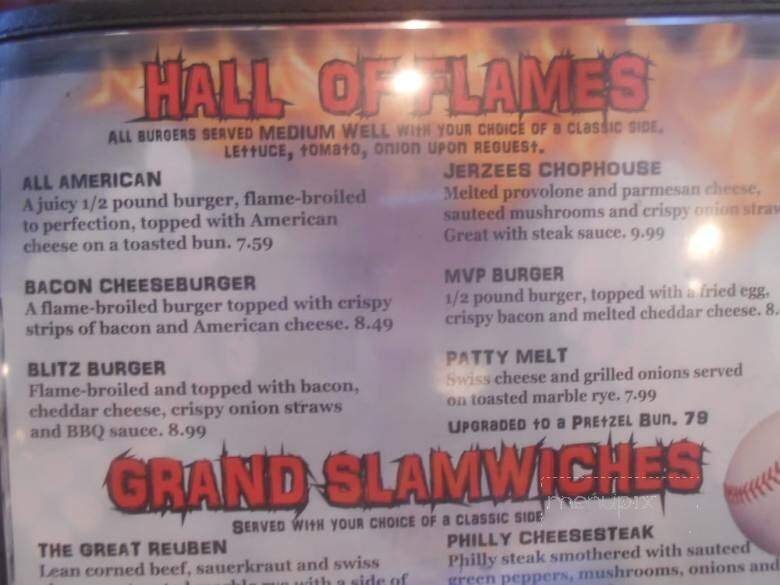 HALL OF FLAMES
ALL BURGERS SERVED MEDIUM WELL WITH YOUR CHOICE OF A CLASSIC SIDE.
LETTUCE, TOMATO, ONION UPON REQUEST.
ALL AMERICAN
A juicy 1/2 pound burger, flame-broiled
to perfection, topped with American
cheese on a toasted bun. 7.59
BACON CHEESEBURGER
A flame-broiled burger topped with crispy
strips of bacon and American cheese. 8.49
BLITZ BURGER
Flame-broiled and topped with bacon,
cheddar cheese, crispy onion straws
and BBQ sauce. 8.99
JERZEES CHOPHOUSE
Melted provolone and parmesan cheese,
sauteed mushrooms and crispy onion straw
Great with steak sauce. 9.99
MVP BURGER
1/2 pound burger, topped with a fried egg,
crispy bacon and melted cheddar cheese. 8.
PATTY MELT
Swiss cheese and grilled onions served
on toasted marble rye. 7.99
UPGRADED TO A PRETZEL BUN. 79
GRAND SLAMWICHES
SERVED WITH YOUR CHOICE OF A CLASSIC SIDE
THE GREAT REUBEN
Lean corned beef, sauerkraut and swiss
rye with a side of
PHILLY CHEESESTEAK
Philly steak smothered with sauteed
green peppers, mushrooms, onions and
menupix